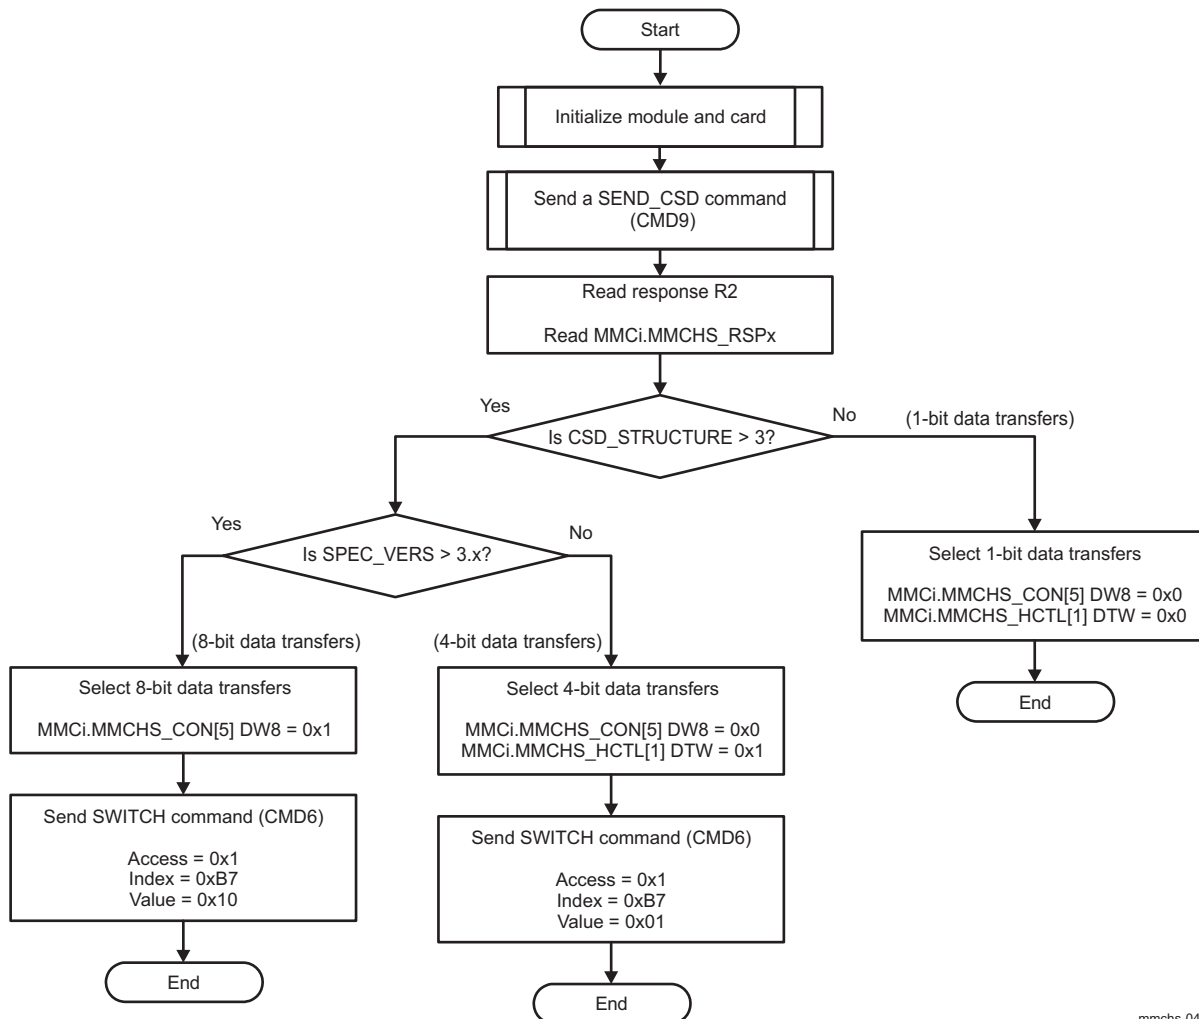 Start
Initialize module and card
Send a SEND_CSD command
(CMD9)
Read response R2
Read MMCi.MMCHS_RSPx
Yes
No
(1-bit data transfers)
Is CSD_STRUCTURE > 3?
Yes
No
Is SPEC_VERS > 3.x?
Select 1-bit data transfers
MMCi.MMCHS_CON[5] DW8 = 0x0
MMCi.MMCHS_HCTL[1] DTW = 0x0
End
(8-bit data transfers)
(4-bit data transfers)
Select 8-bit data transfers
MMCi.MMCHS_CON[5] DW8 = 0x1
Select 4-bit data transfers
MMCi.MMCHS_CON[5] DW8 = 0x0
MMCi.MMCHS_HCTL[1] DTW = 0x1
Send SWITCH command (CMD6)
Access = 0x1
Index = 0xB7
Value = 0x10
End
Send SWITCH command (CMD6)
Access = 0x1
Index = 0xB7
Value = 0x01
End